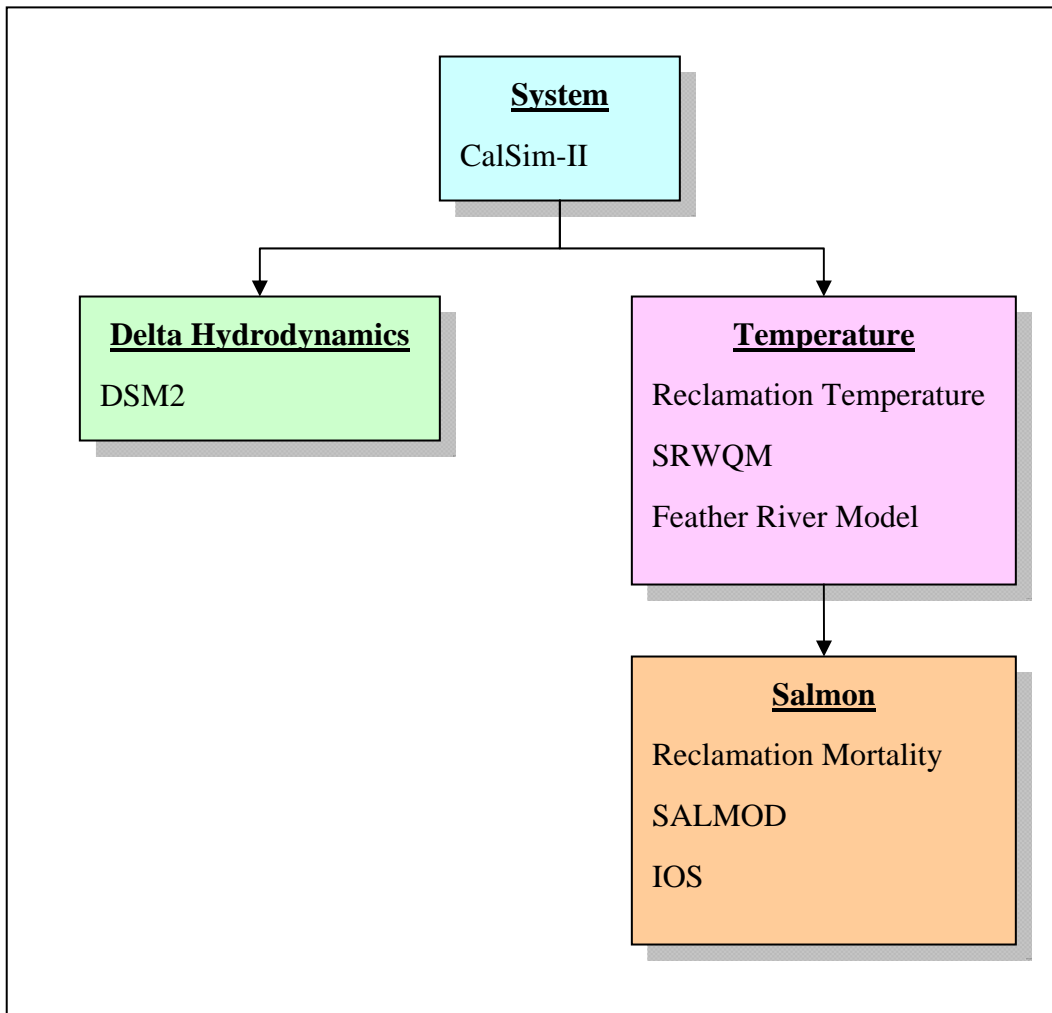 System
CalSim-II
Delta Hydrodynamics
DSM2
Temperature
Reclamation Temperature
SRWQM
Feather River Model
Salmon
Reclamation Mortality
SALMOD
IOS